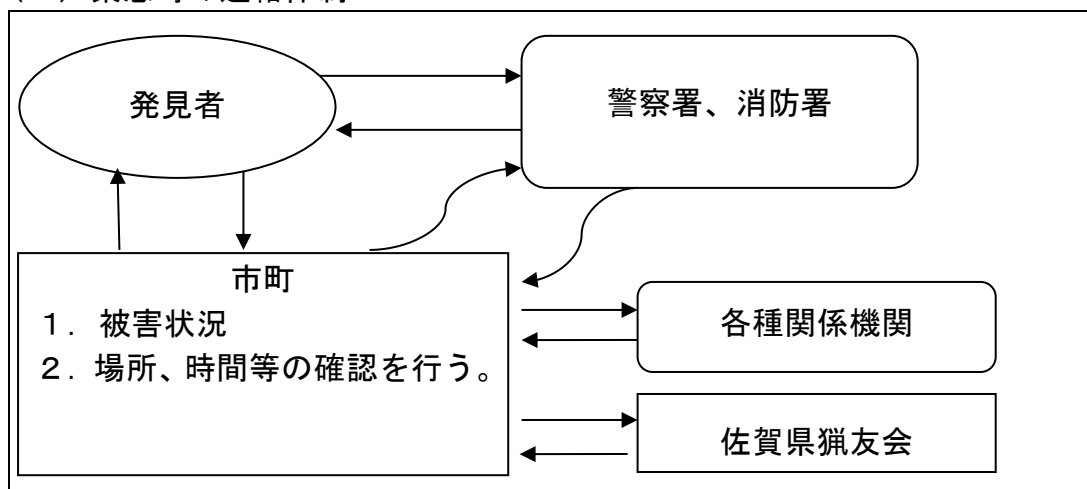 発見者
警察署、消防署
市町
１．被害状況
２．場所、時間等の確認を行う。
各種関係機関
佐賀県猟友会